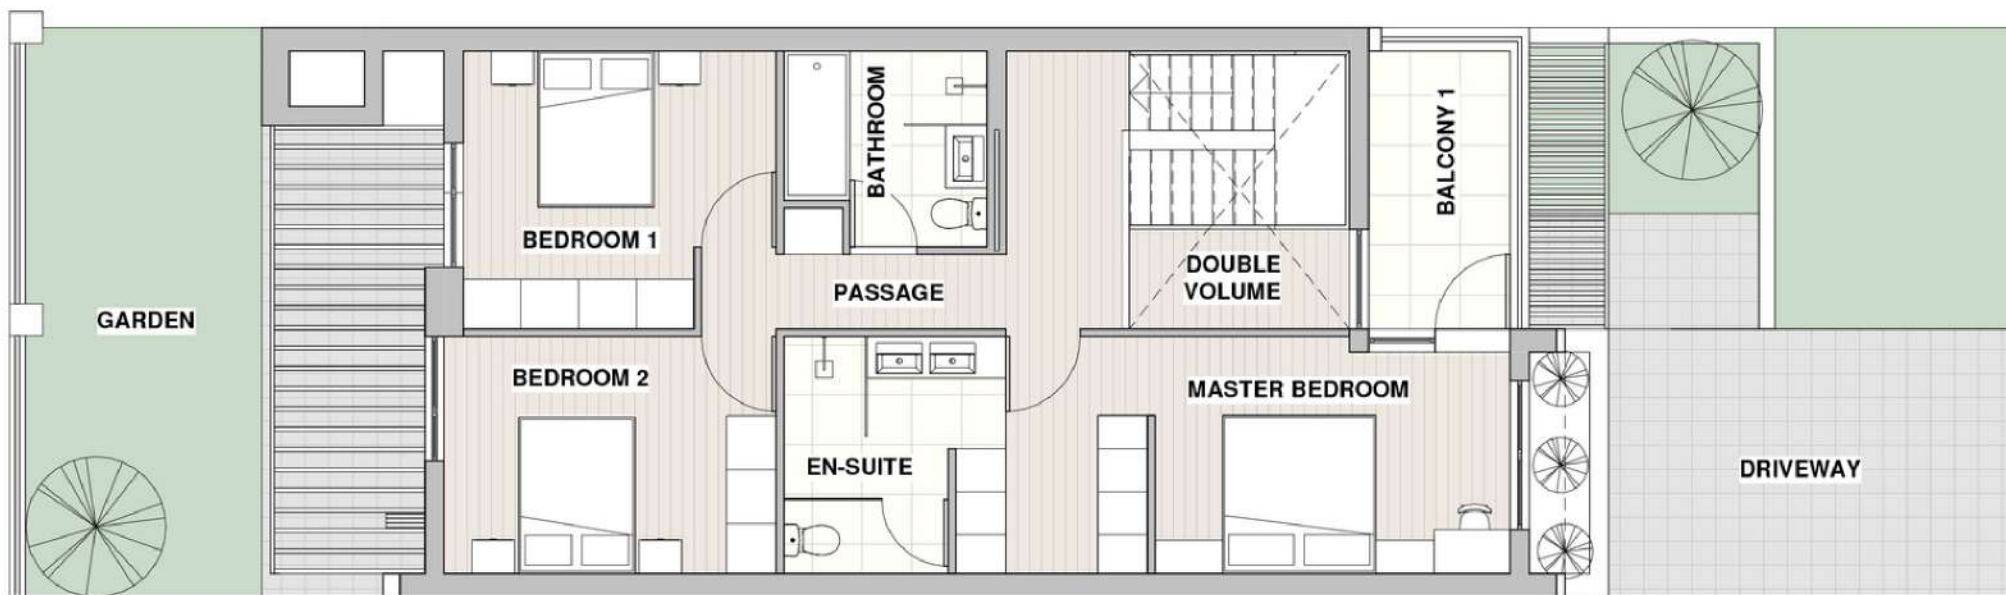 BATHROOM
BALCONY 1
BEDROOM 1
DOUBLE
VOLUME
PASSAGE
GARDEN
BEDROOM 2
MASTER BEDROOM
EN-SUITE
DRIVEWAY